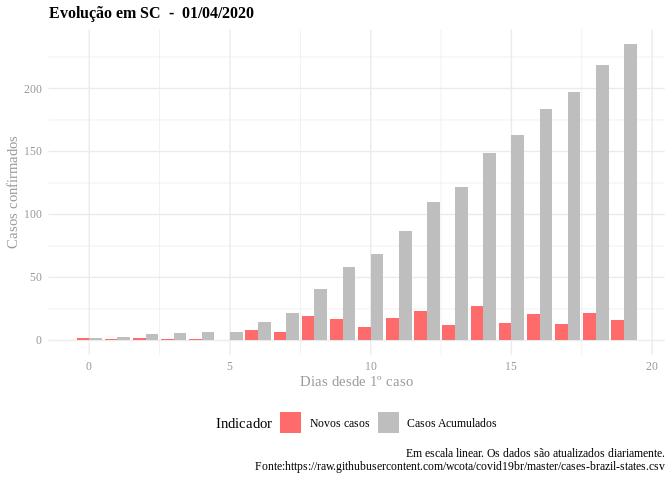 Evolução em SC - 01/04/2020
Casos confirmados
200
150
100
50
0
0 5 10 15 20
Dias desde 1º caso
Indicador Novos casos Casos Acumulados
Em escala linear. Os dados são atualizados diariamente.
Fonte:https://raw.githubusercontent.com/wcota/covid19br/master/cases-brazil-states.csv